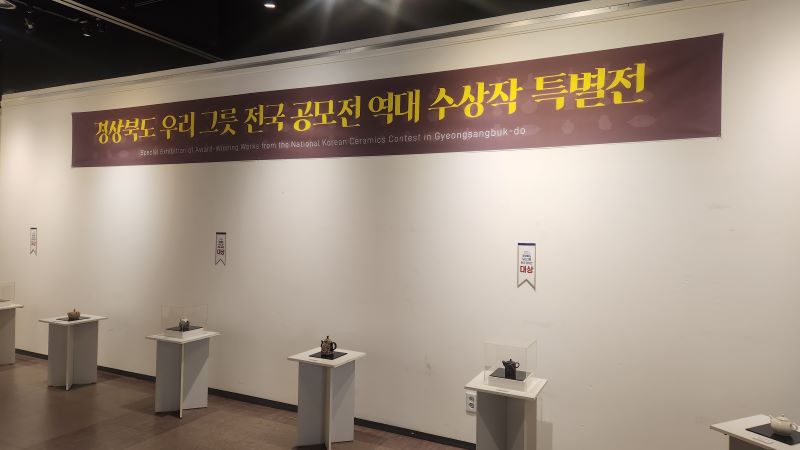 경상북도 우리 그릇 전국 공모전 역대 수상작 특별전
Special Exhibition of Award-Winning Works from the National Korean Ceramics Contest in Gyeongsangbuk-do
대상
대상